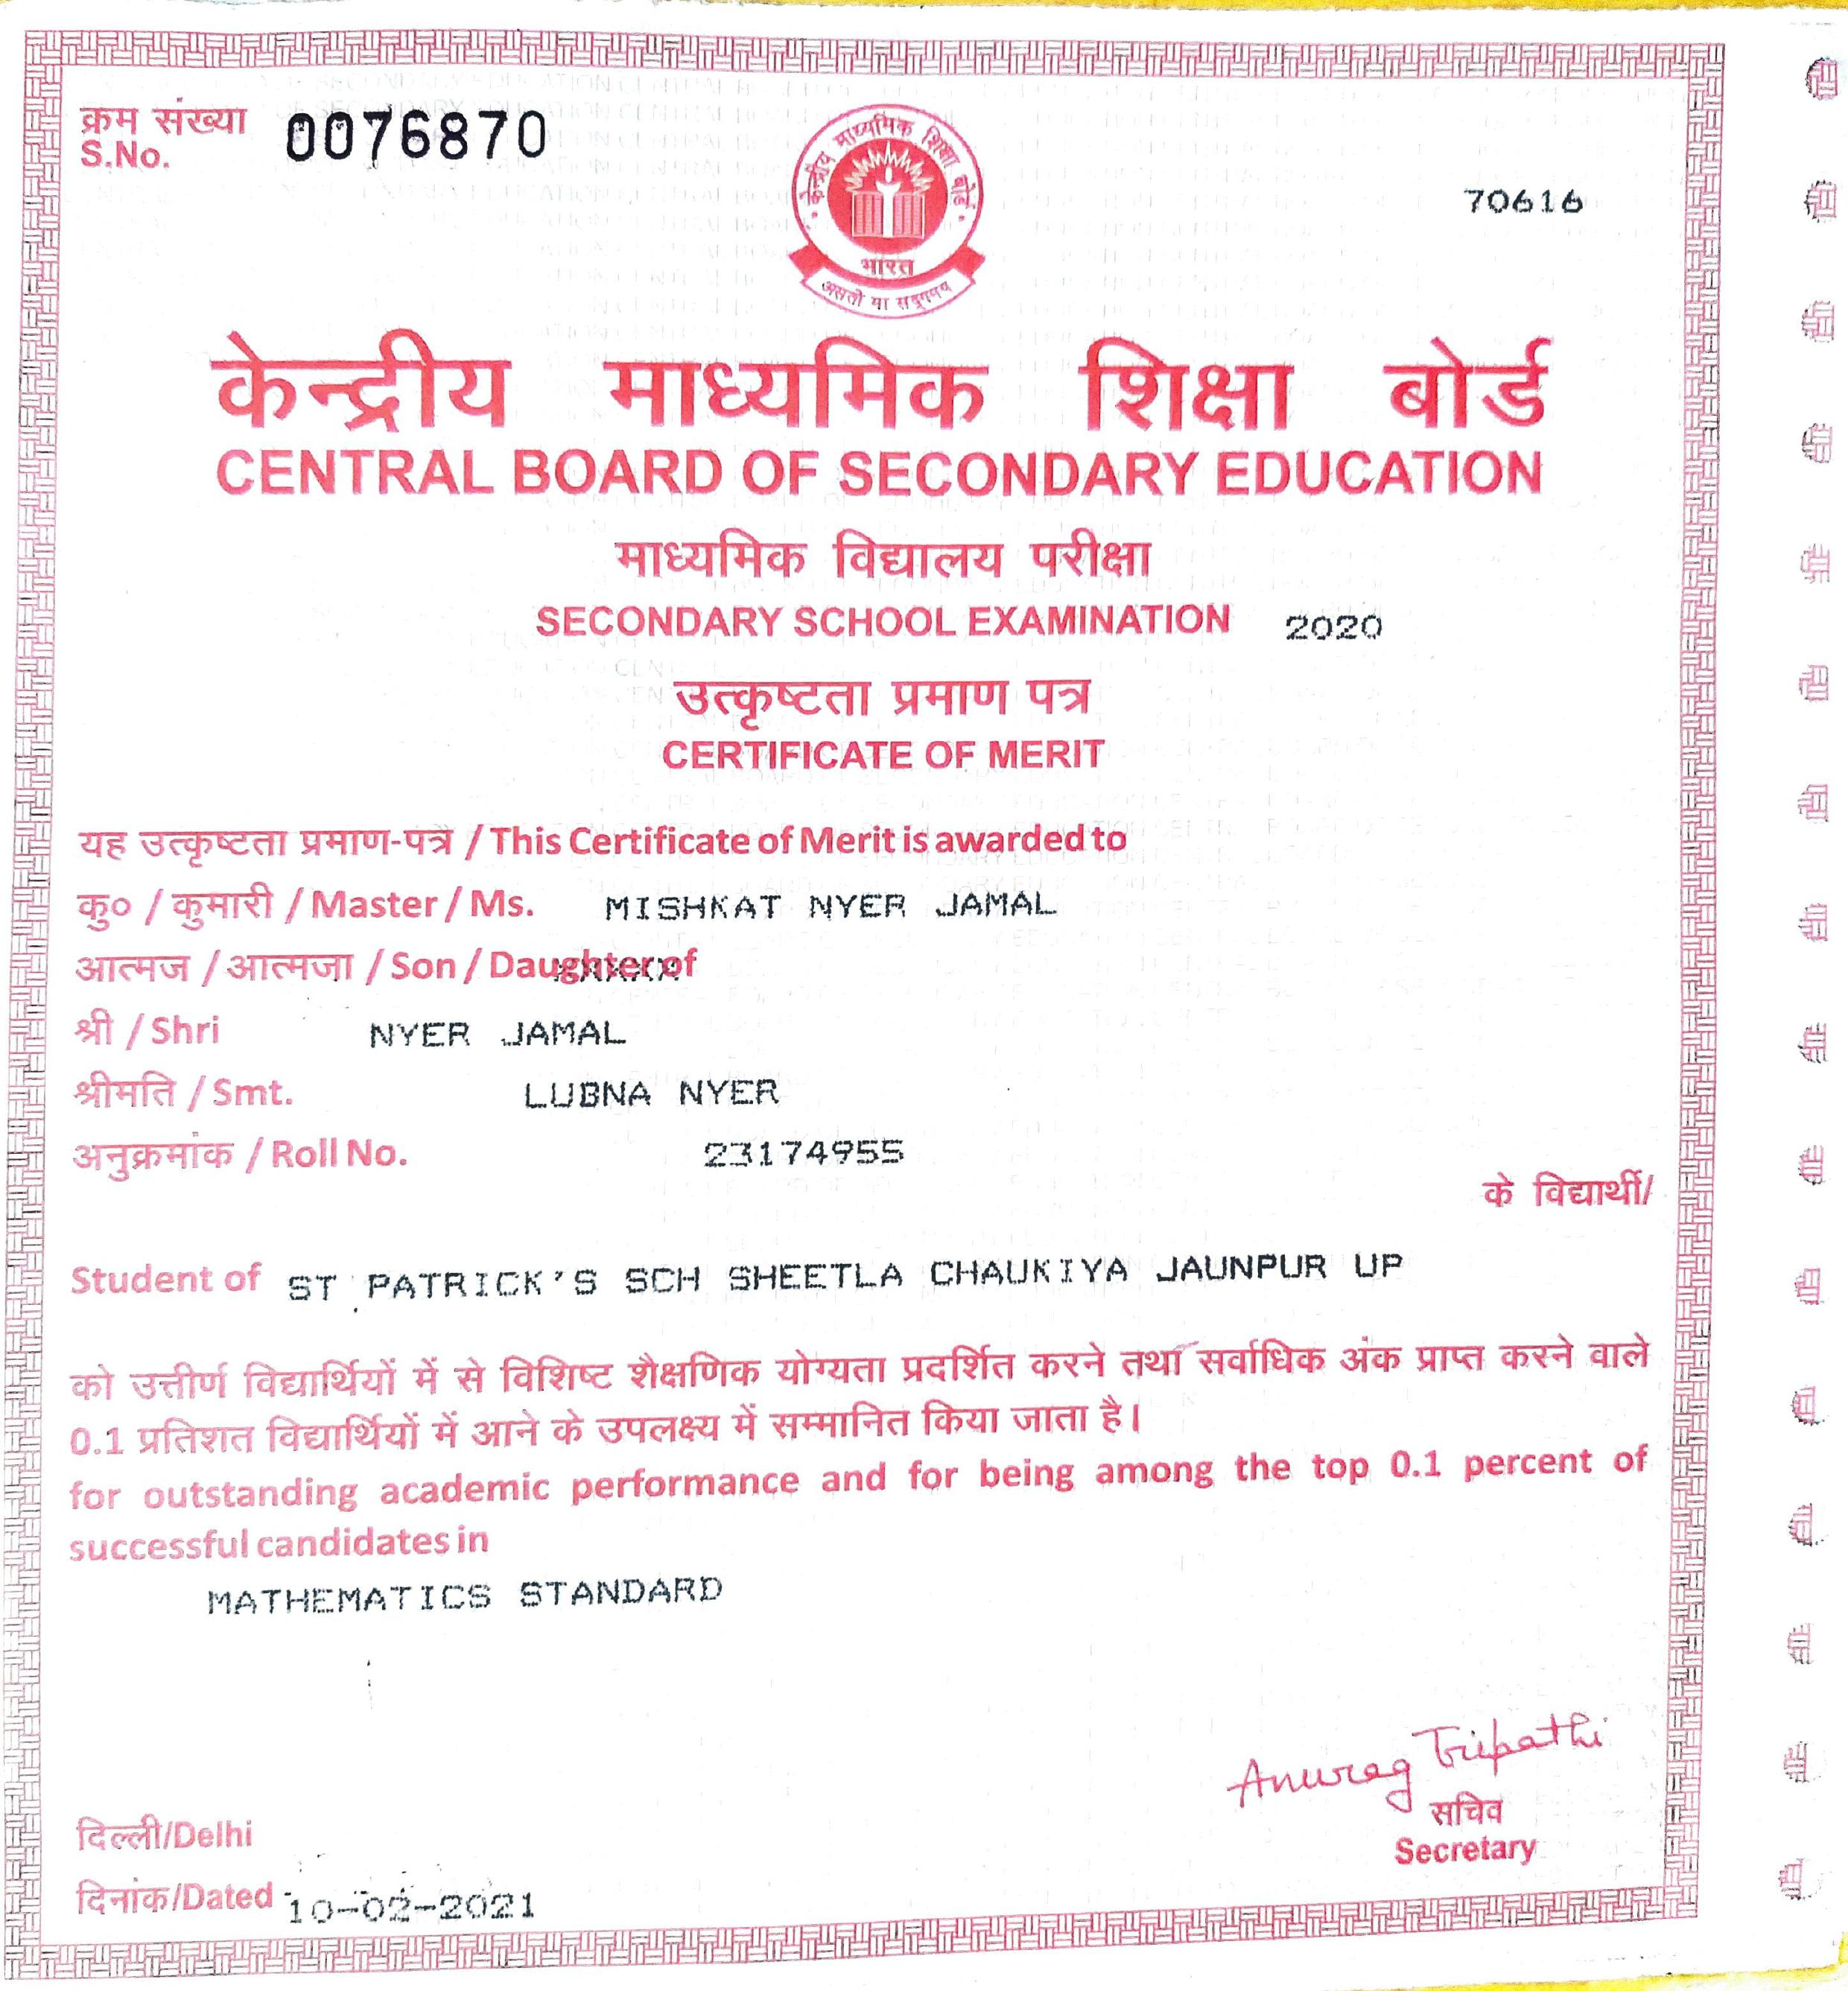 क्रम संख्या
S.No. 0076870
केन्द्रीय माध्यमिक शिक्षा बोर्ड
भारत
असतो मा सद्गमय
70616
केन्द्रीय माध्यमिक शिक्षा बोर्ड
CENTRAL BOARD OF SECONDARY EDUCATION
माध्यमिक विद्यालय परीक्षा
SECONDARY SCHOOL EXAMINATION 2020
उत्कृष्टता प्रमाण पत्र
CERTIFICATE OF MERIT
यह उत्कृष्टता प्रमाण-पत्र / This Certificate of Merit is awarded to
कु० / कुमारी / Master / Ms. MISHKAT NYER JAMAL
आत्मज / आत्मजा / Son / Daughter of
श्री / Shri NYER JAMAL
श्रीमति / Smt. LUBNA NYER
अनुक्रमांक / Roll No. 23174955
के विद्यार्थी/
Student of ST PATRICK'S SCH SHEETLA CHAUKIYA JAUNPUR UP
को उत्तीर्ण विद्यार्थियों में से विशिष्ट शैक्षणिक योग्यता प्रदर्शित करने तथा सर्वाधिक अंक प्राप्त करने वाले
0.1 प्रतिशत विद्यार्थियों में आने के उपलक्ष्य में सम्मानित किया जाता है।
for outstanding academic performance and for being among the top 0.1 percent of
successful candidates in
MATHEMATICS STANDARD
Anurag Tripathi
सचिव
Secretary
दिल्ली/Delhi
दिनांक/Dated 10-02-2021